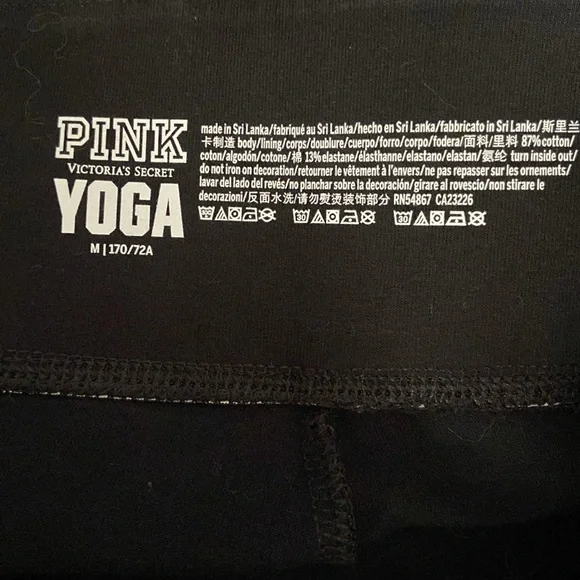 PINK
VICTORIA'S SECRET
YOGA
M | 170/72A
made in Sri Lanka/fabriqué au Sri Lanka/hecho en Sri Lanka/fabbricato in Sri Lanka/斯里兰
卡制造 body/lining/corps/doublure/cuerpo/forro/corpo/fodera/面料/里料 87% cotton/
coton/algodón/cotone/棉 13% elastane/élasthanne/elastano/elastan/氨纶 turn inside out/
do not iron on decoration/retourner le vêtement à l'envers/ne pas repasser sur les ornements/
lavar del lado del revés/no planchar sobre la decoración/girare al rovescio/non stirare le
decorazioni/反面水洗/请勿熨烫装饰部分 RN54867 CA23226
30 30